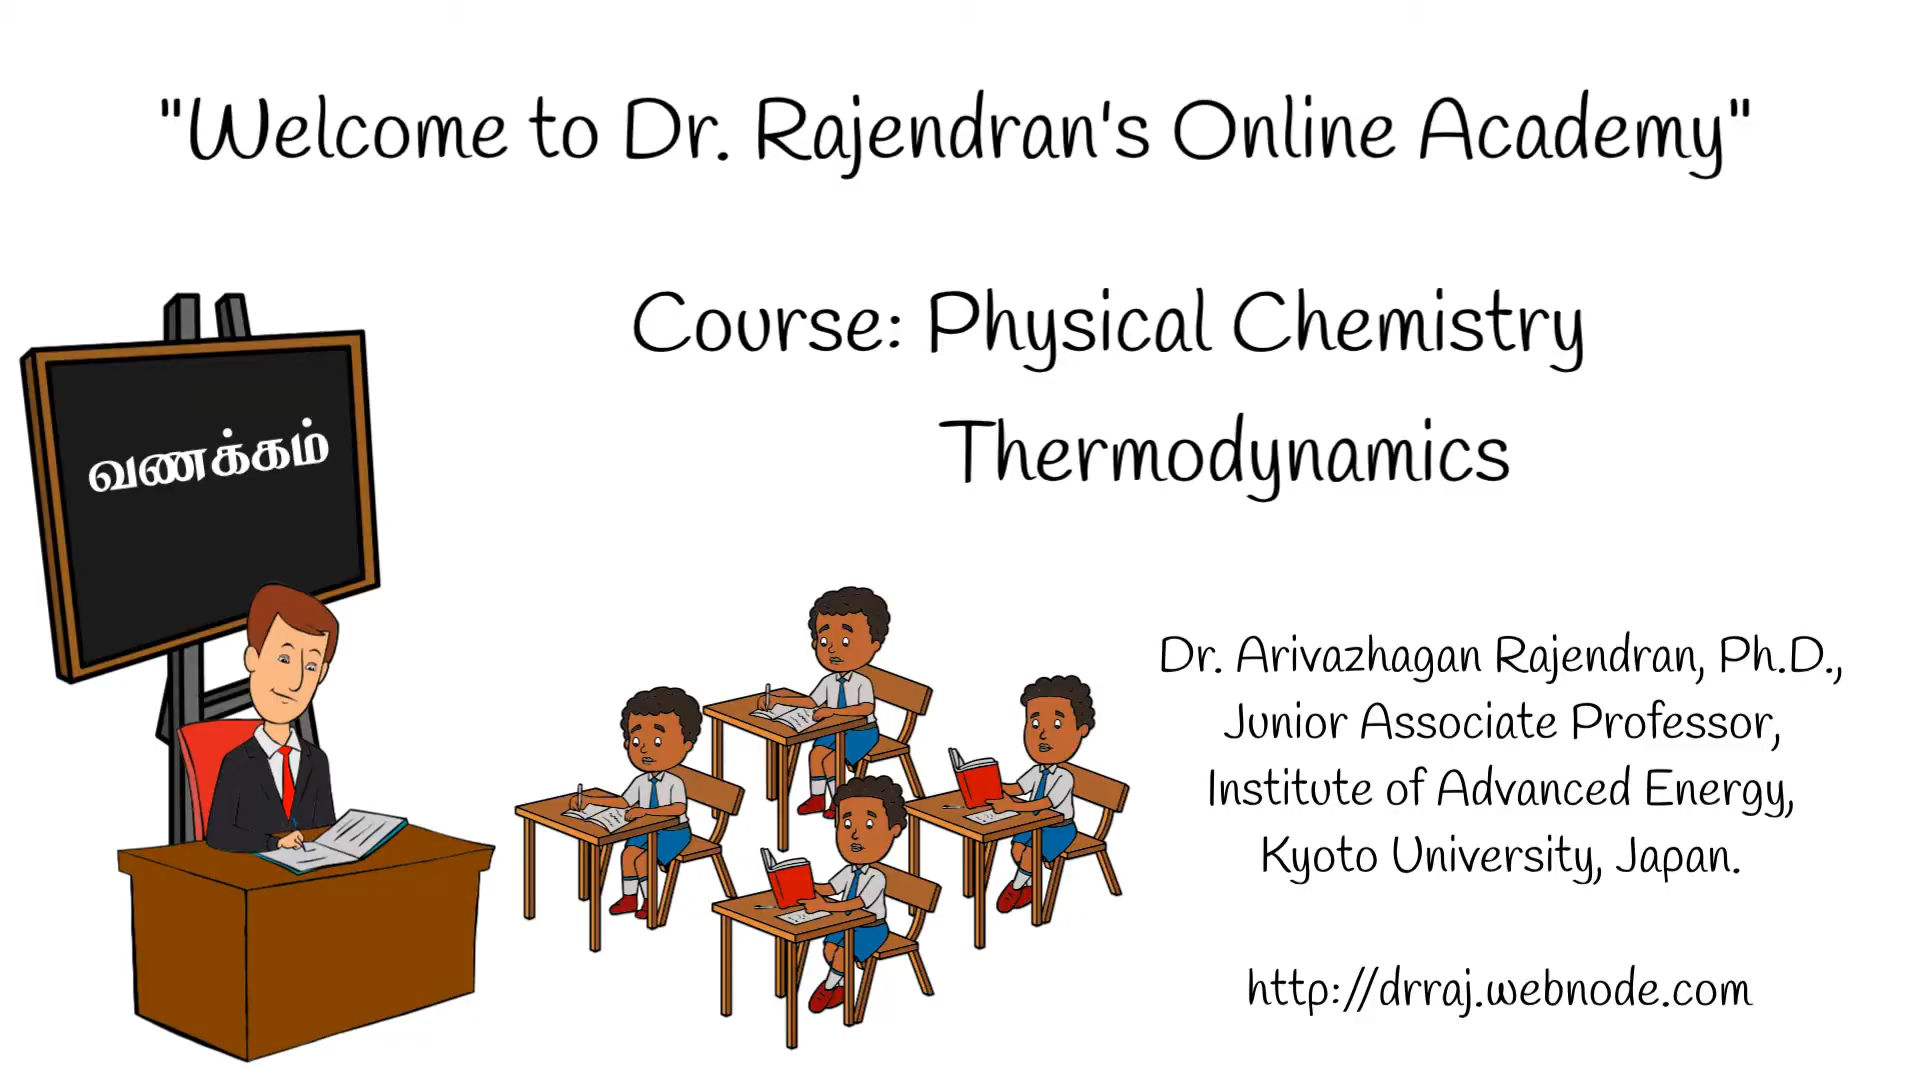 "Welcome to Dr. Rajendran's Online Academy"
Course: Physical Chemistry
Thermodynamics
வணக்கம்
Dr. Arivazhagan Rajendran, Ph.D.,
Junior Associate Professor,
Institute of Advanced Energy,
Kyoto University, Japan.
http://drraj.webnode.com